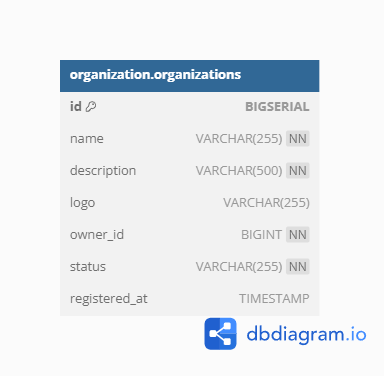 organization.organizations
id BIGSERIAL
name VARCHAR(255) NN
description VARCHAR(500) NN
logo VARCHAR(255)
owner_id BIGINT NN
status VARCHAR(255) NN
registered_at TIMESTAMP
dbdiagram.io